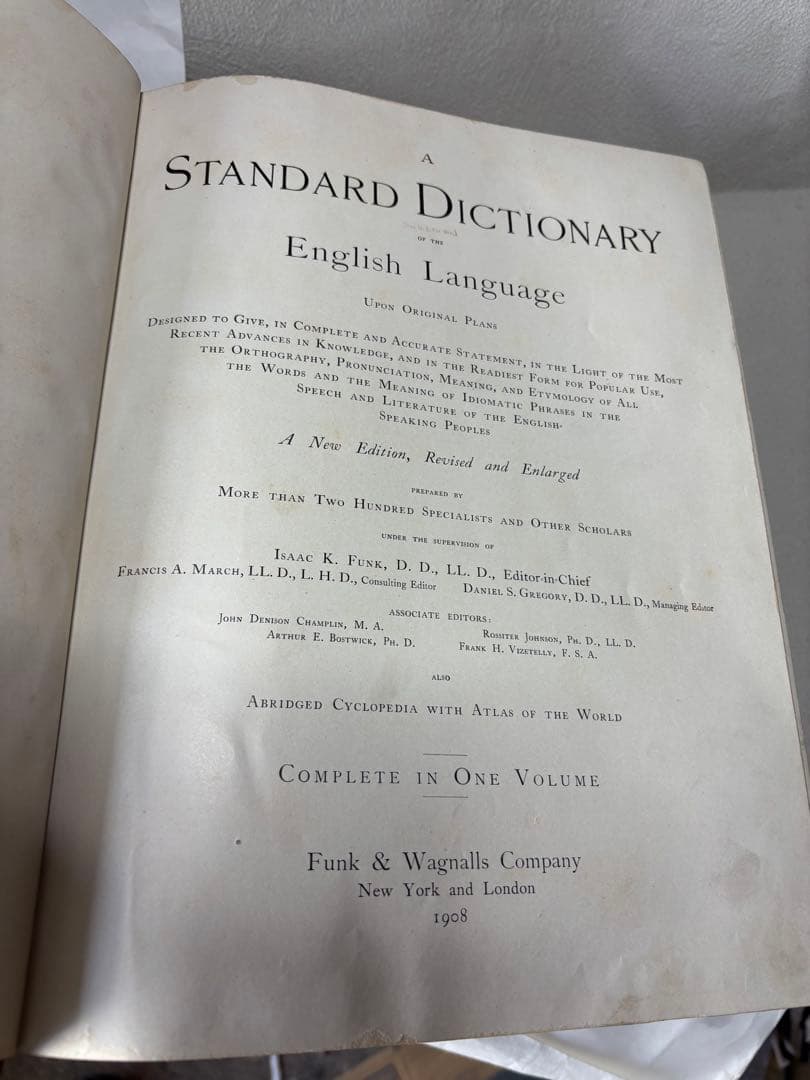 A
STANDARD DICTIONARY
OF THE
English Language
UPON ORIGINAL PLANS
DESIGNED TO GIVE, IN COMPLETE AND ACCURATE STATEMENT, IN THE LIGHT OF THE MOST
RECENT ADVANCES IN KNOWLEDGE, AND IN THE READIEST FORM FOR POPULAR USE,
THE ORTHOGRAPHY, PRONUNCIATION, MEANING, AND ETYMOLOGY OF ALL
THE WORDS AND THE MEANING OF IDIOMATIC PHRASES IN THE
SPEECH AND LITERATURE OF THE ENGLISH-
SPEAKING PEOPLES
A New Edition, Revised and Enlarged
PREPARED BY
MORE THAN TWO HUNDRED SPECIALISTS AND OTHER SCHOLARS
UNDER THE SUPERVISION OF
ISAAC K. FUNK, D. D., LL. D., Editor-in-Chief
FRANCIS A. MARCH, LL. D., L. H. D., Consulting Editor DANIEL S. GREGORY, D. D., LL. D., Managing Editor
ASSOCIATE EDITORS:
JOHN DENISON CHAMPLIN, M. A. ROSSITER JOHNSON, PH. D., LL. D.
ARTHUR E. BOSTWICK, PH. D. FRANK H. VIZETELLY, F. S. A.
ALSO
ABRIDGED CYCLOPEDIA WITH ATLAS OF THE WORLD
COMPLETE IN ONE VOLUME
Funk & Wagnalls Company
New York and London
1908